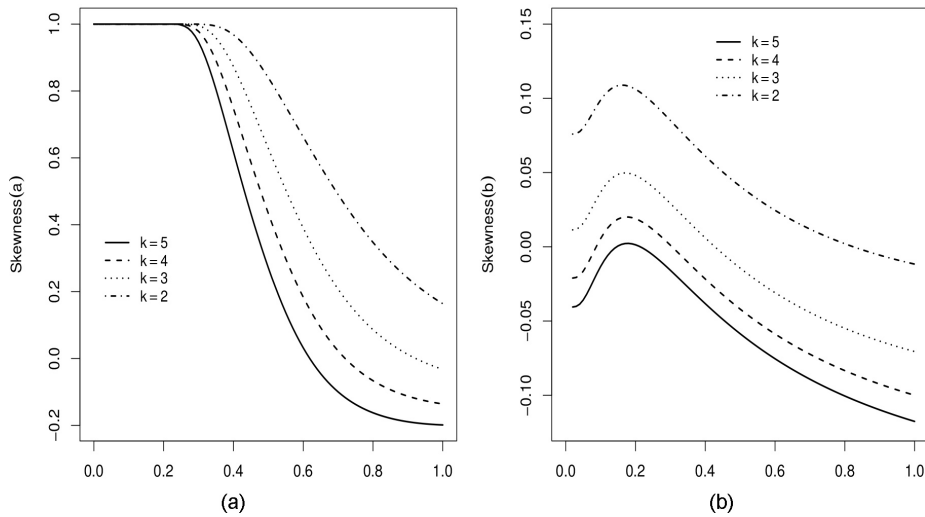 Skewness(a)
1.0
0.8
0.6
0.4
0.2
0.0
−0.2
k = 5
k = 4
k = 3
k = 2
0.0 0.2 0.4 0.6 0.8 1.0
(a)
Skewness(b)
0.15
0.10
0.05
0.00
−0.05
−0.10
k = 5
k = 4
k = 3
k = 2
0.0 0.2 0.4 0.6 0.8 1.0
(b)